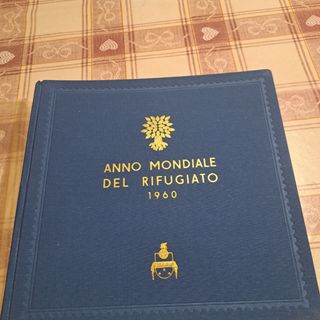 ANNO MONDIALE
DEL RIFUGIATO
1960